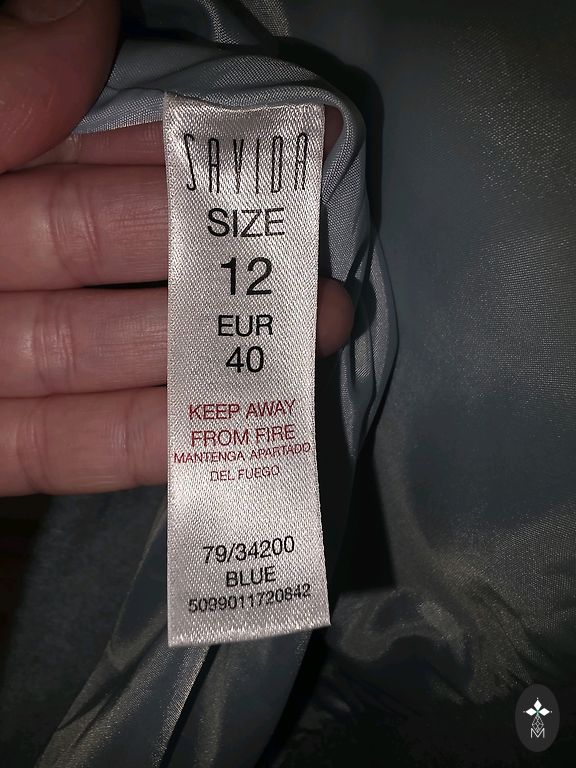 SAVIDA
SIZE
12
EUR
40
KEEP AWAY
FROM FIRE
MANTENGA APARTADO
DEL FUEGO
79/34200
BLUE
5099011720842
M